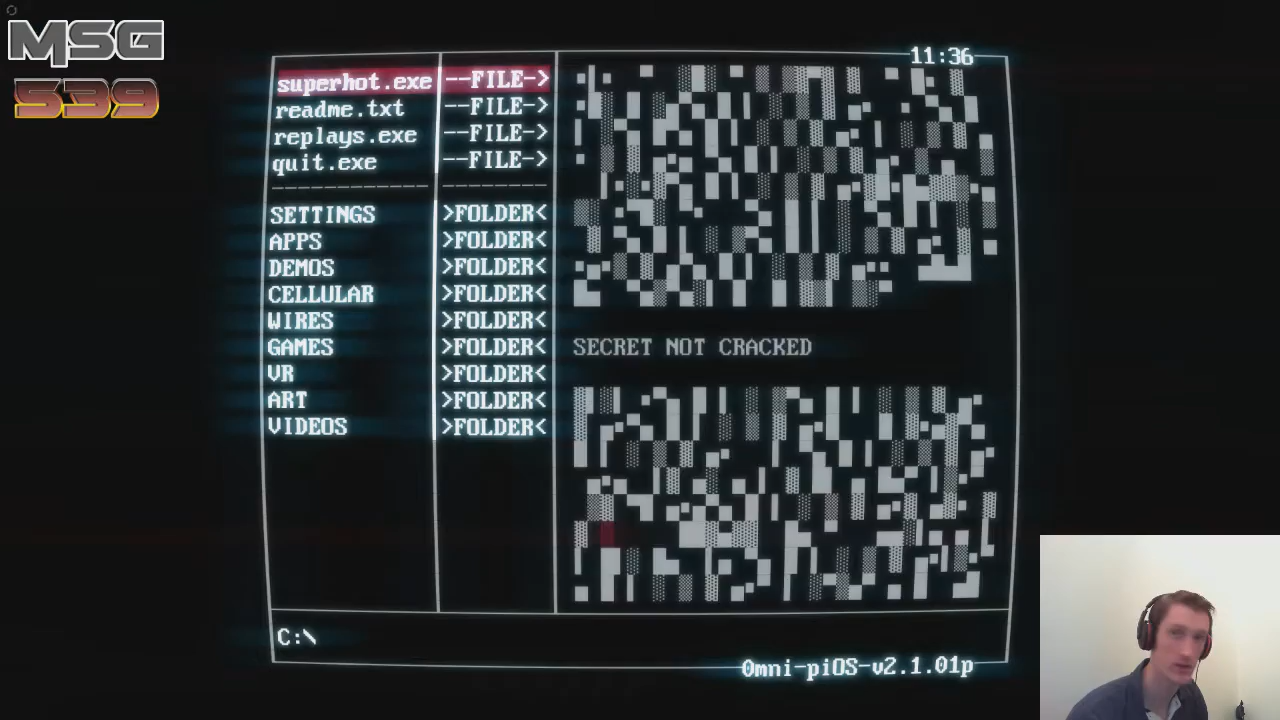 MSG
539
11:36
superhot.exe --FILE->
readme.txt --FILE->
replays.exe --FILE->
quit.exe --FILE->
SETTINGS >FOLDER<
APPS >FOLDER<
DEMOS >FOLDER<
CELLULAR >FOLDER<
WIRES >FOLDER<
GAMES >FOLDER<
VR >FOLDER<
ART >FOLDER<
VIDEOS >FOLDER<
SECRET NOT CRACKED
C:\
0mni-piOS-v2.1.01p